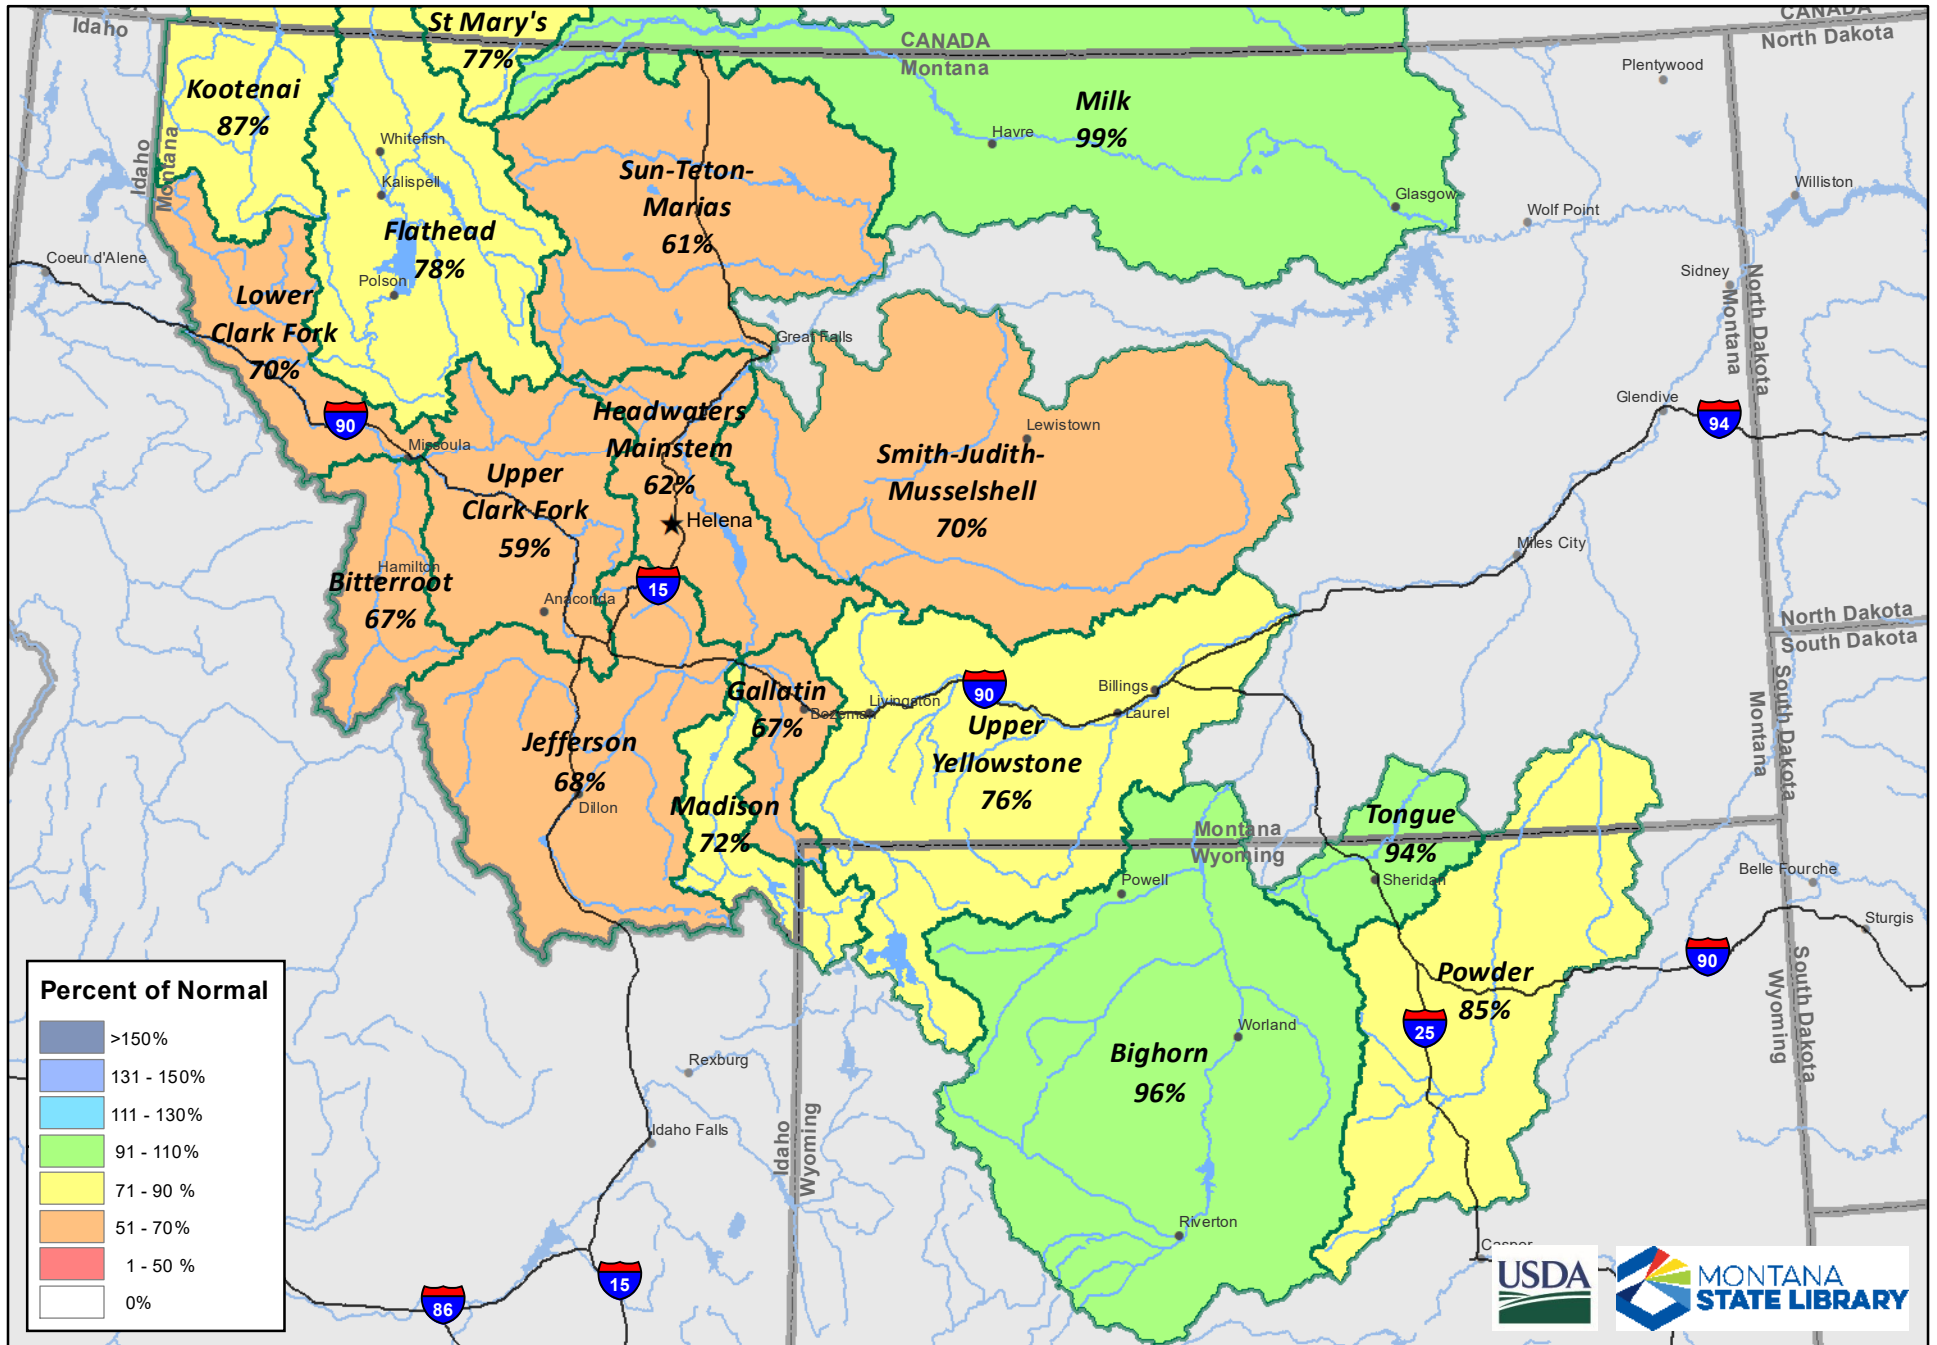 Idaho
CANADA
North Dakota
St Mary's
77%
CANADA
Montana
Plentywood
Kootenai
87%
Milk
99%
Havre
Whitefish
Idaho
Montana
Kalispell
Sun-Teton-
Marias
61%
Williston
Glasgow
Wolf Point
Flathead
78%
Coeur d'Alene
Polson
Sidney
Montana
North Dakota
Lower
Clark Fork
70%
Great Falls
90
Missoula
Headwaters
Mainstem
62%
Helena
Lewistown
Glendive
94
Smith-Judith-
Musselshell
70%
Upper
Clark Fork
59%
Miles City
Hamilton
Bitterroot
67%
Anaconda
15
North Dakota
South Dakota
Montana
South Dakota
Gallatin
67%
Bozeman
Livingston
90
Billings
Laurel
Upper
Yellowstone
76%
Jefferson
68%
Dillon
Madison
72%
Montana
Wyoming
Tongue
94%
Sheridan
Powell
Belle Fourche
Sturgis
90
Powder
85%
25
South Dakota
Wyoming
Worland
Bighorn
96%
Riverton
Casper
Rexburg
Idaho Falls
Idaho
Wyoming
86
15
Percent of Normal
>150%
131 - 150%
111 - 130%
91 - 110%
71 - 90 %
51 - 70%
1 - 50 %
0%
USDA
MONTANA
STATE LIBRARY